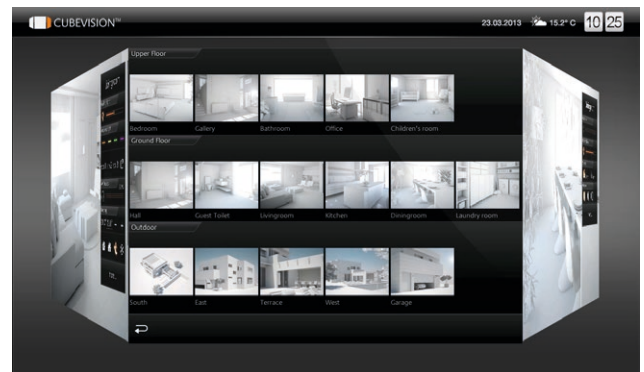 CUBEVISION™
23.03.2013 15.2° C 10 25
Upper Floor
Bedroom Gallery Bathroom Office Children's room
Ground Floor
Hall Guest Toilet Livingroom Kitchen Diningroom Laundry room
Outdoor
South East Terrace West Garage